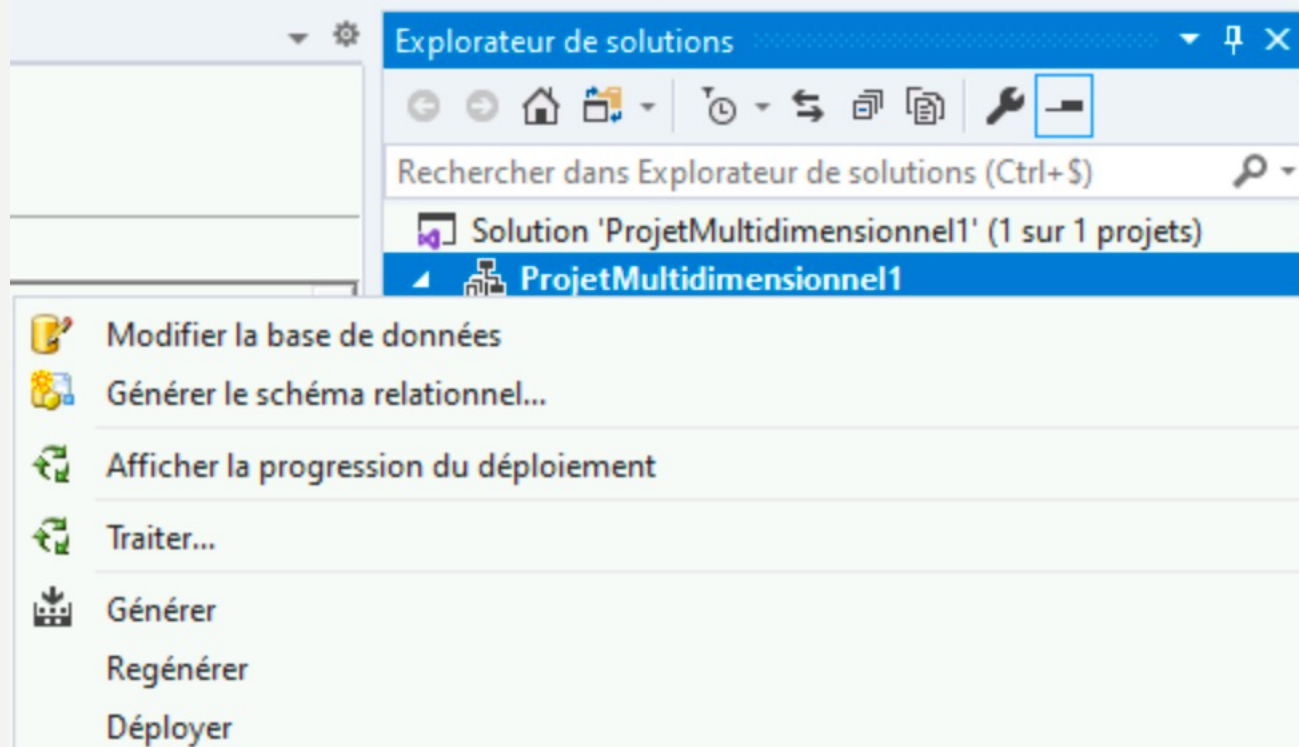 Explorateur de solutions
Rechercher dans Explorateur de solutions (Ctrl+$)
Solution 'ProjetMultidimensionnel1' (1 sur 1 projets)
ProjetMultidimensionnel1
Modifier la base de données
Générer le schéma relationnel...
Afficher la progression du déploiement
Traiter...
Générer
Regénérer
Déployer